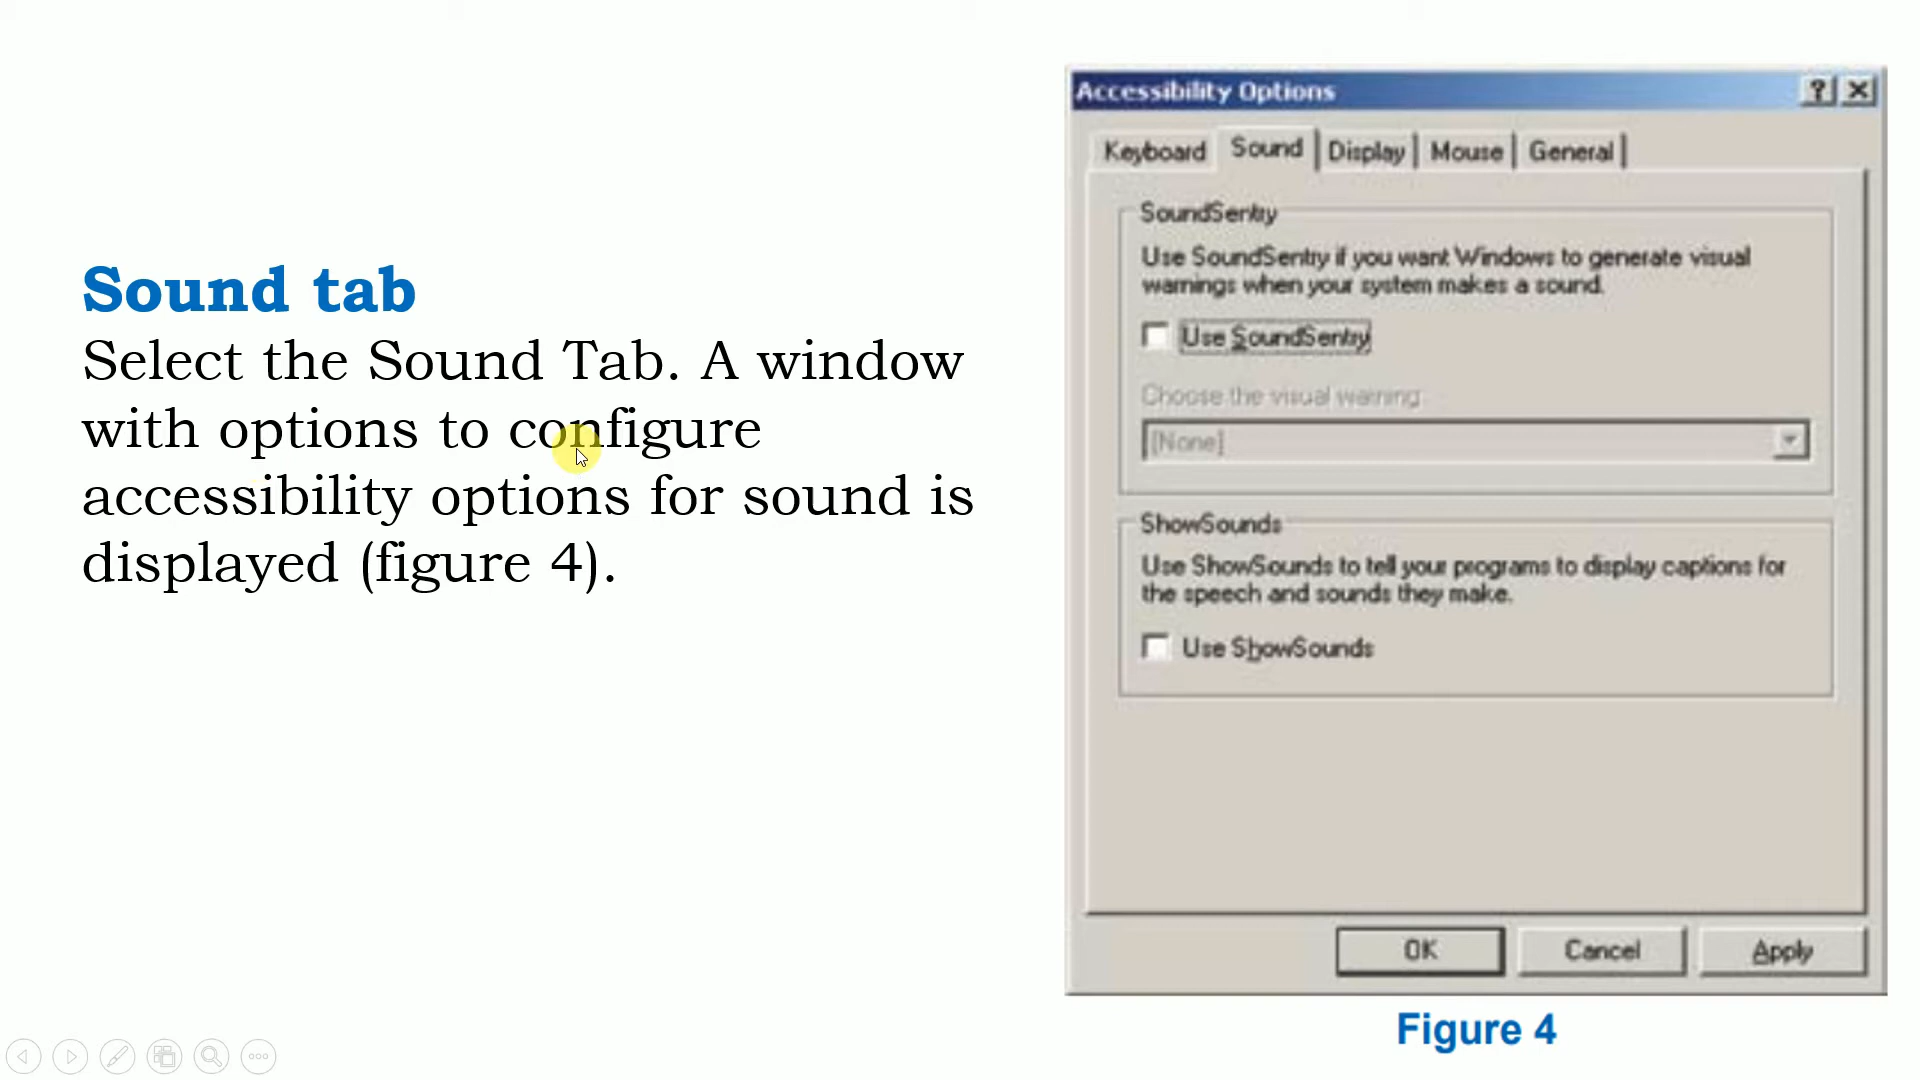 Sound tab
Select the Sound Tab. A window
with options to configure
accessibility options for sound is
displayed (figure 4).
Accessibility Options
Keyboard Sound Display Mouse General
SoundSentry
Use SoundSentry if you want Windows to generate visual
warnings when your system makes a sound.
Use SoundSentry
Choose the visual warning:
[None]
ShowSounds
Use ShowSounds to tell your programs to display captions for
the speech and sounds they make.
Use ShowSounds
OK Cancel Apply
Figure 4